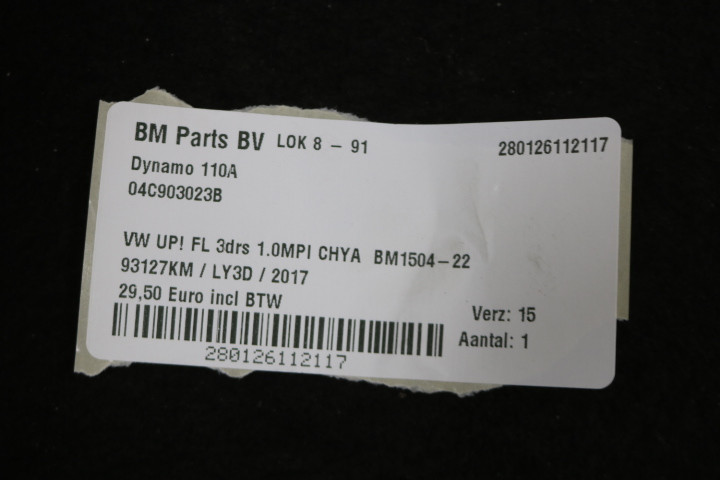 BM Parts BV LOK 8 - 91 280126112117
Dynamo 110A
04C903023B
VW UP! FL 3drs 1.0MPI CHYA BM1504-22
93127KM / LY3D / 2017
29,50 Euro incl BTW
Verz: 15
Aantal: 1
280126112117